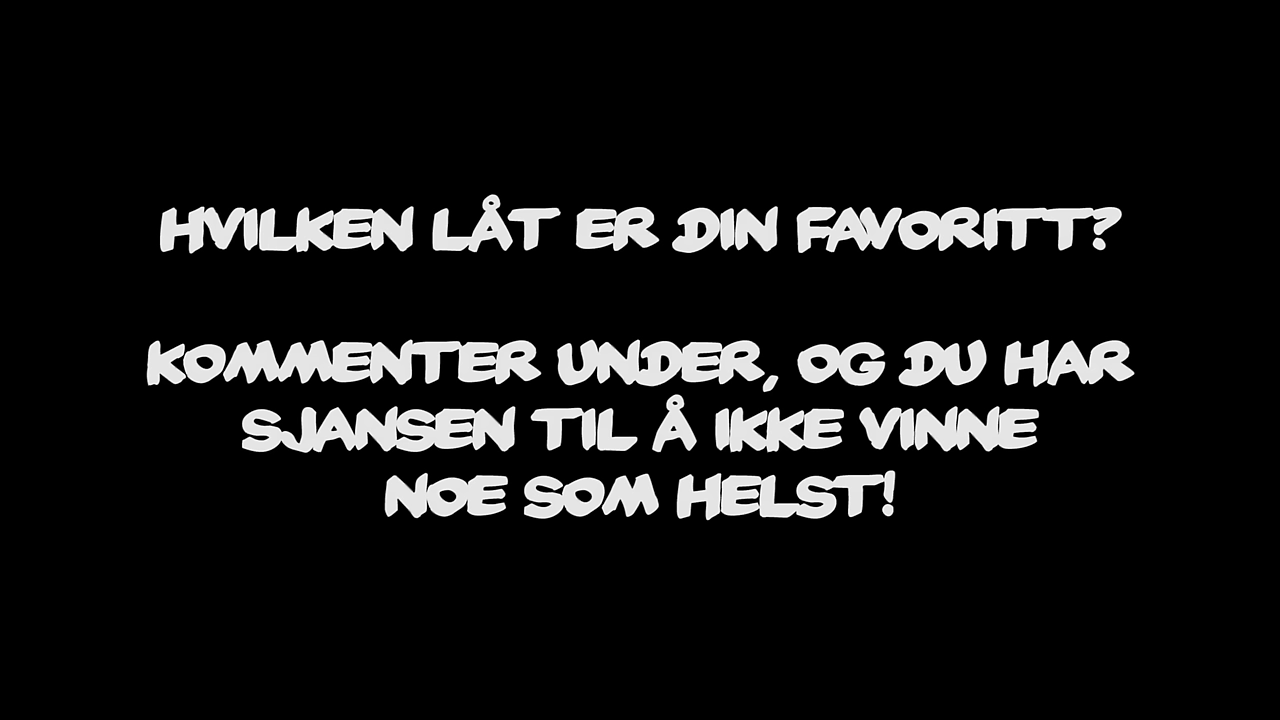 HVILKEN LÅT ER DIN FAVORITT?
KOMMENTER UNDER, OG DU HAR
SJANSEN TIL Å IKKE VINNE
NOE SOM HELST!